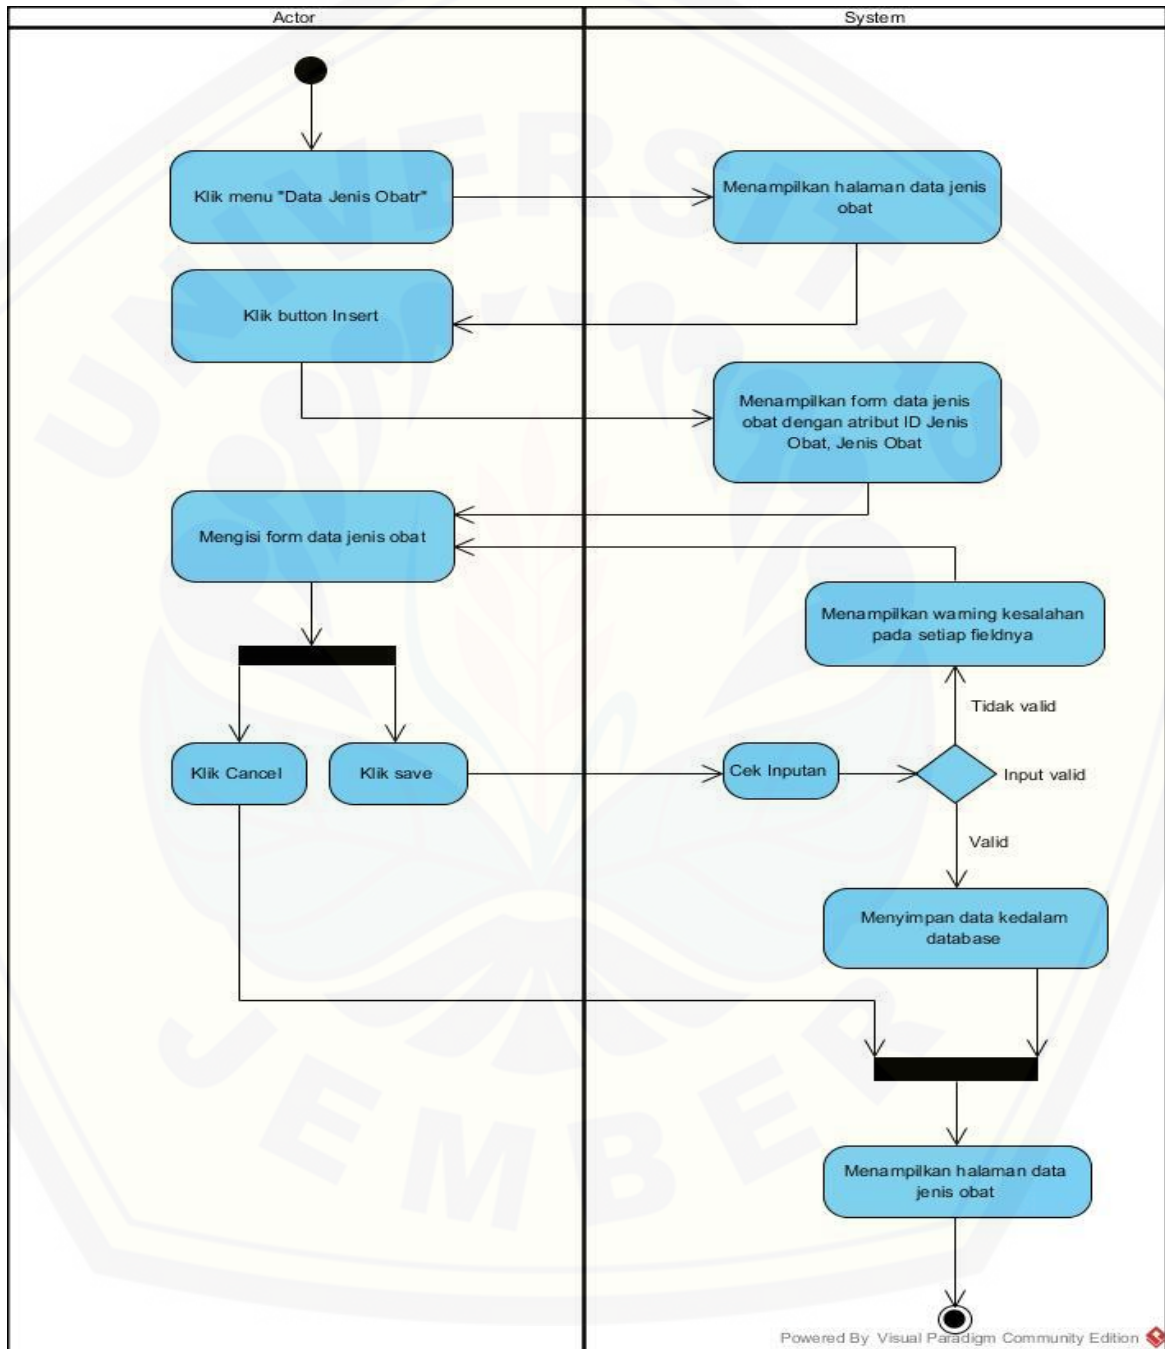 Actor
System
Klik menu "Data Jenis Obatr"
Menampilkan halaman data jenis
obat
Klik button Insert
Menampilkan form data jenis
obat dengan atribut ID Jenis
Obat, Jenis Obat
Mengisi form data jenis obat
Menampilkan warning kesalahan
pada setiap fieldnya
Tidak valid
Klik Cancel
Klik save
Cek Inputan
Input valid
Valid
Menyimpan data kedalam
database
Menampilkan halaman data
jenis obat
Powered By Visual Paradigm Community Edition
UNIVERSITAS
JEMBER